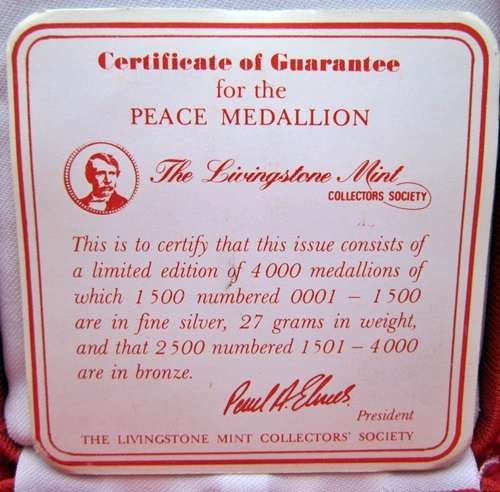 Certificate of Guarantee
for the
PEACE MEDALLION
The Livingstone Mint
COLLECTORS SOCIETY
This is to certify that this issue consists of
a limited edition of 4000 medallions of
which 1500 numbered 0001 – 1500
are in fine silver, 27 grams in weight,
and that 2500 numbered 1501 – 4000
are in bronze.
President
THE LIVINGSTONE MINT COLLECTORS' SOCIETY